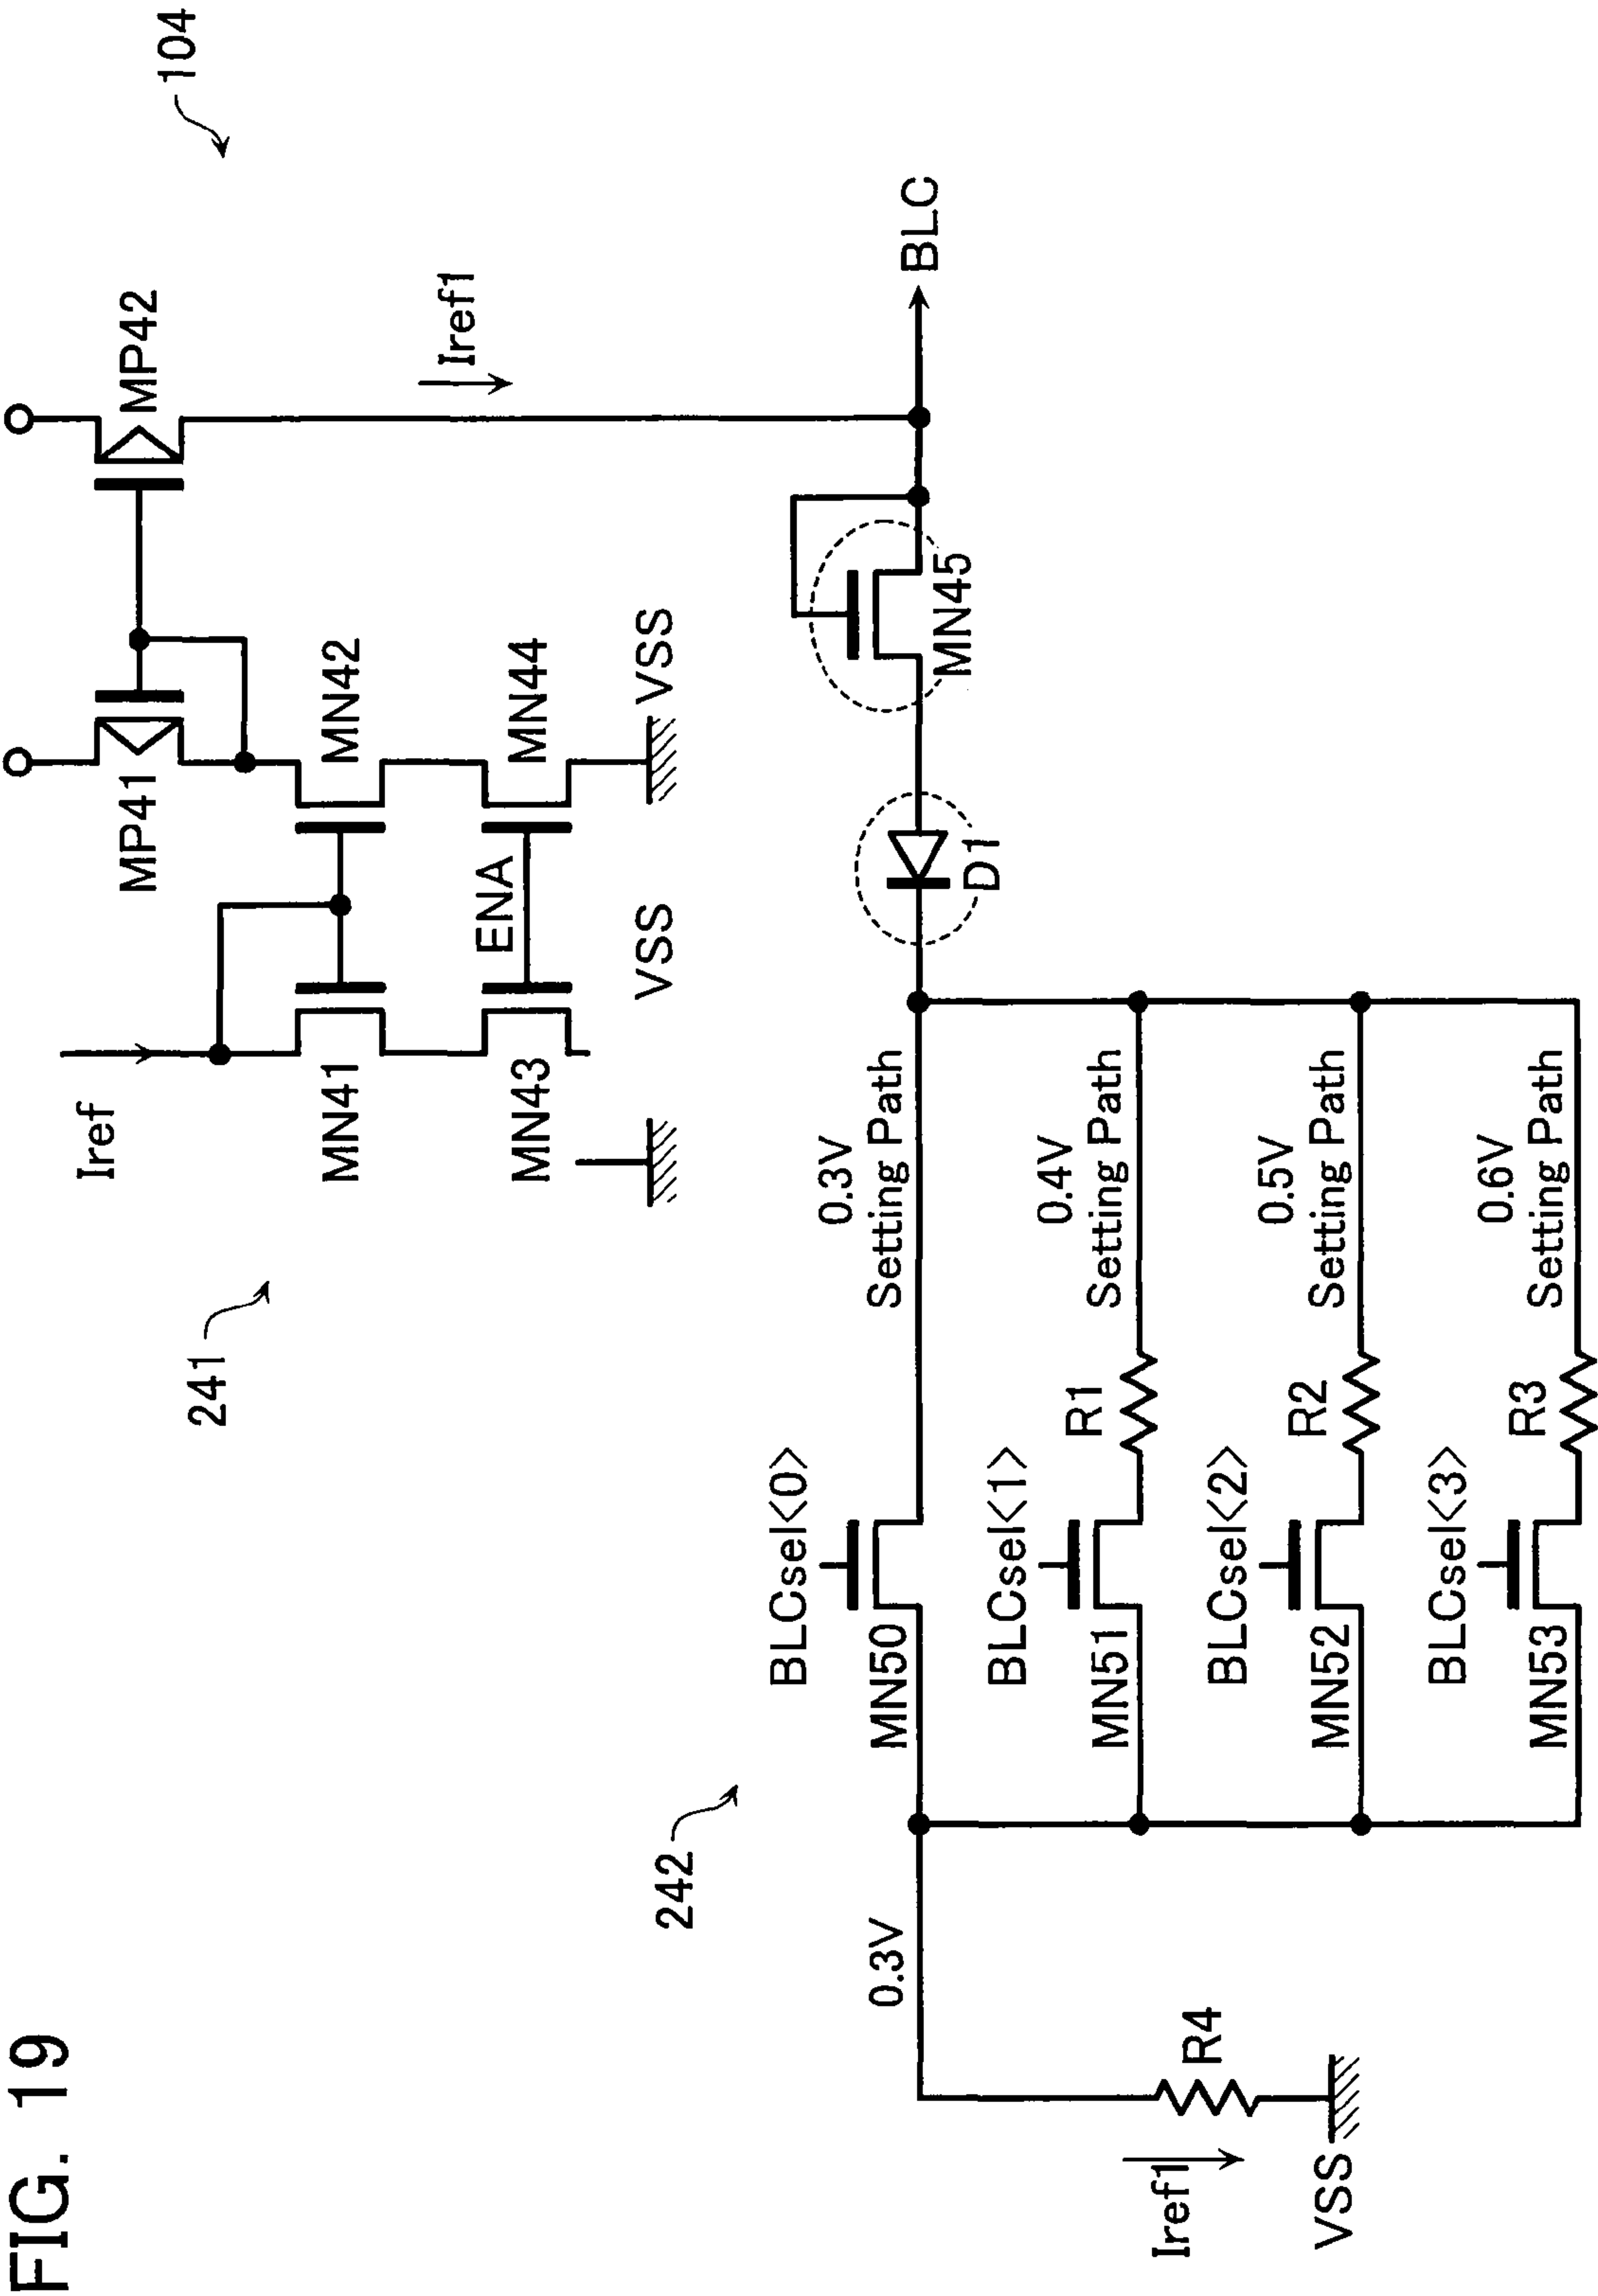 FIG. 19
104
241
Iref
MP41
MP42
MN41
MN42
ENA
MN43
MN44
VSS
VSS
Iref1
242
BLC
MN45
D1
0.3V
BLCsel<0>
MN50
0.3V
Setting Path
BLCsel<1>
MN51
R1
0.4V
Setting Path
BLCsel<2>
MN52
R2
0.5V
Setting Path
BLCsel<3>
MN53
R3
0.6V
Setting Path
R4
Iref1
VSS